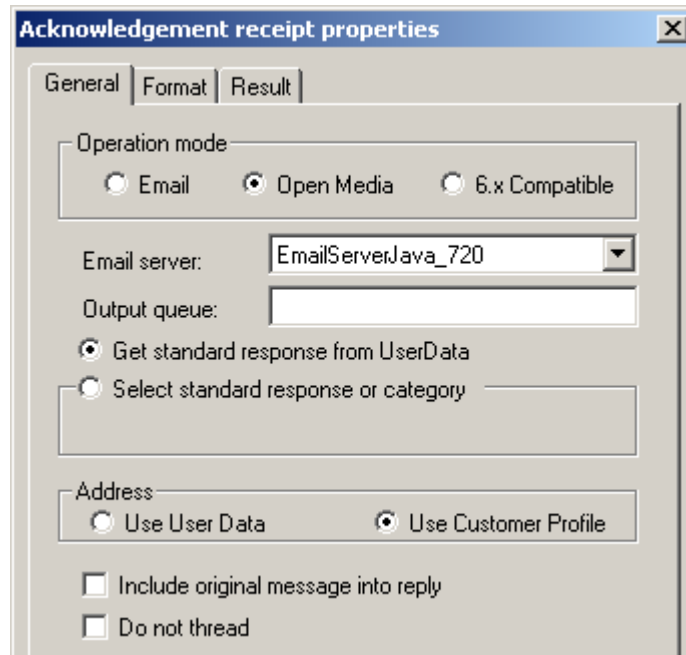 Acknowledgement receipt properties
General Format Result
Operation mode
Email Open Media 6.x Compatible
Email server: EmailServerJava_720
Output queue:
Get standard response from UserData
Select standard response or category
Address
Use User Data Use Customer Profile
Include original message into reply
Do not thread